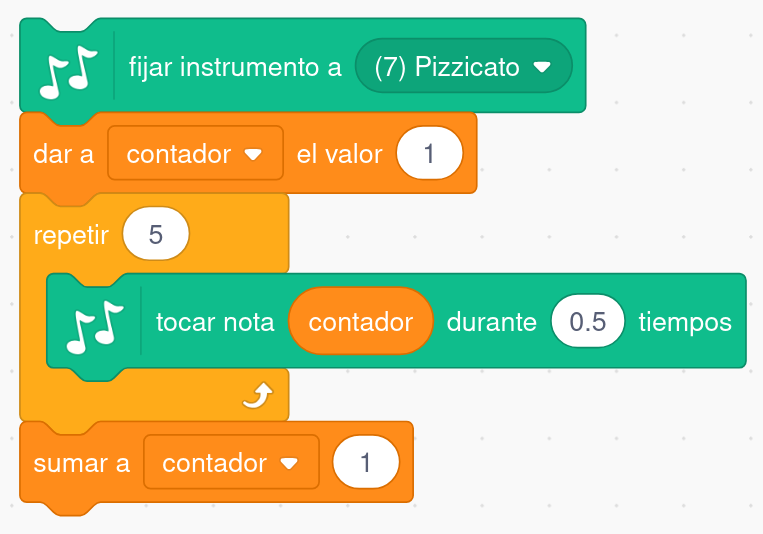 fijar instrumento a (7) Pizzicato
dar a contador el valor 1
repetir 5
tocar nota contador durante 0.5 tiempos
sumar a contador 1